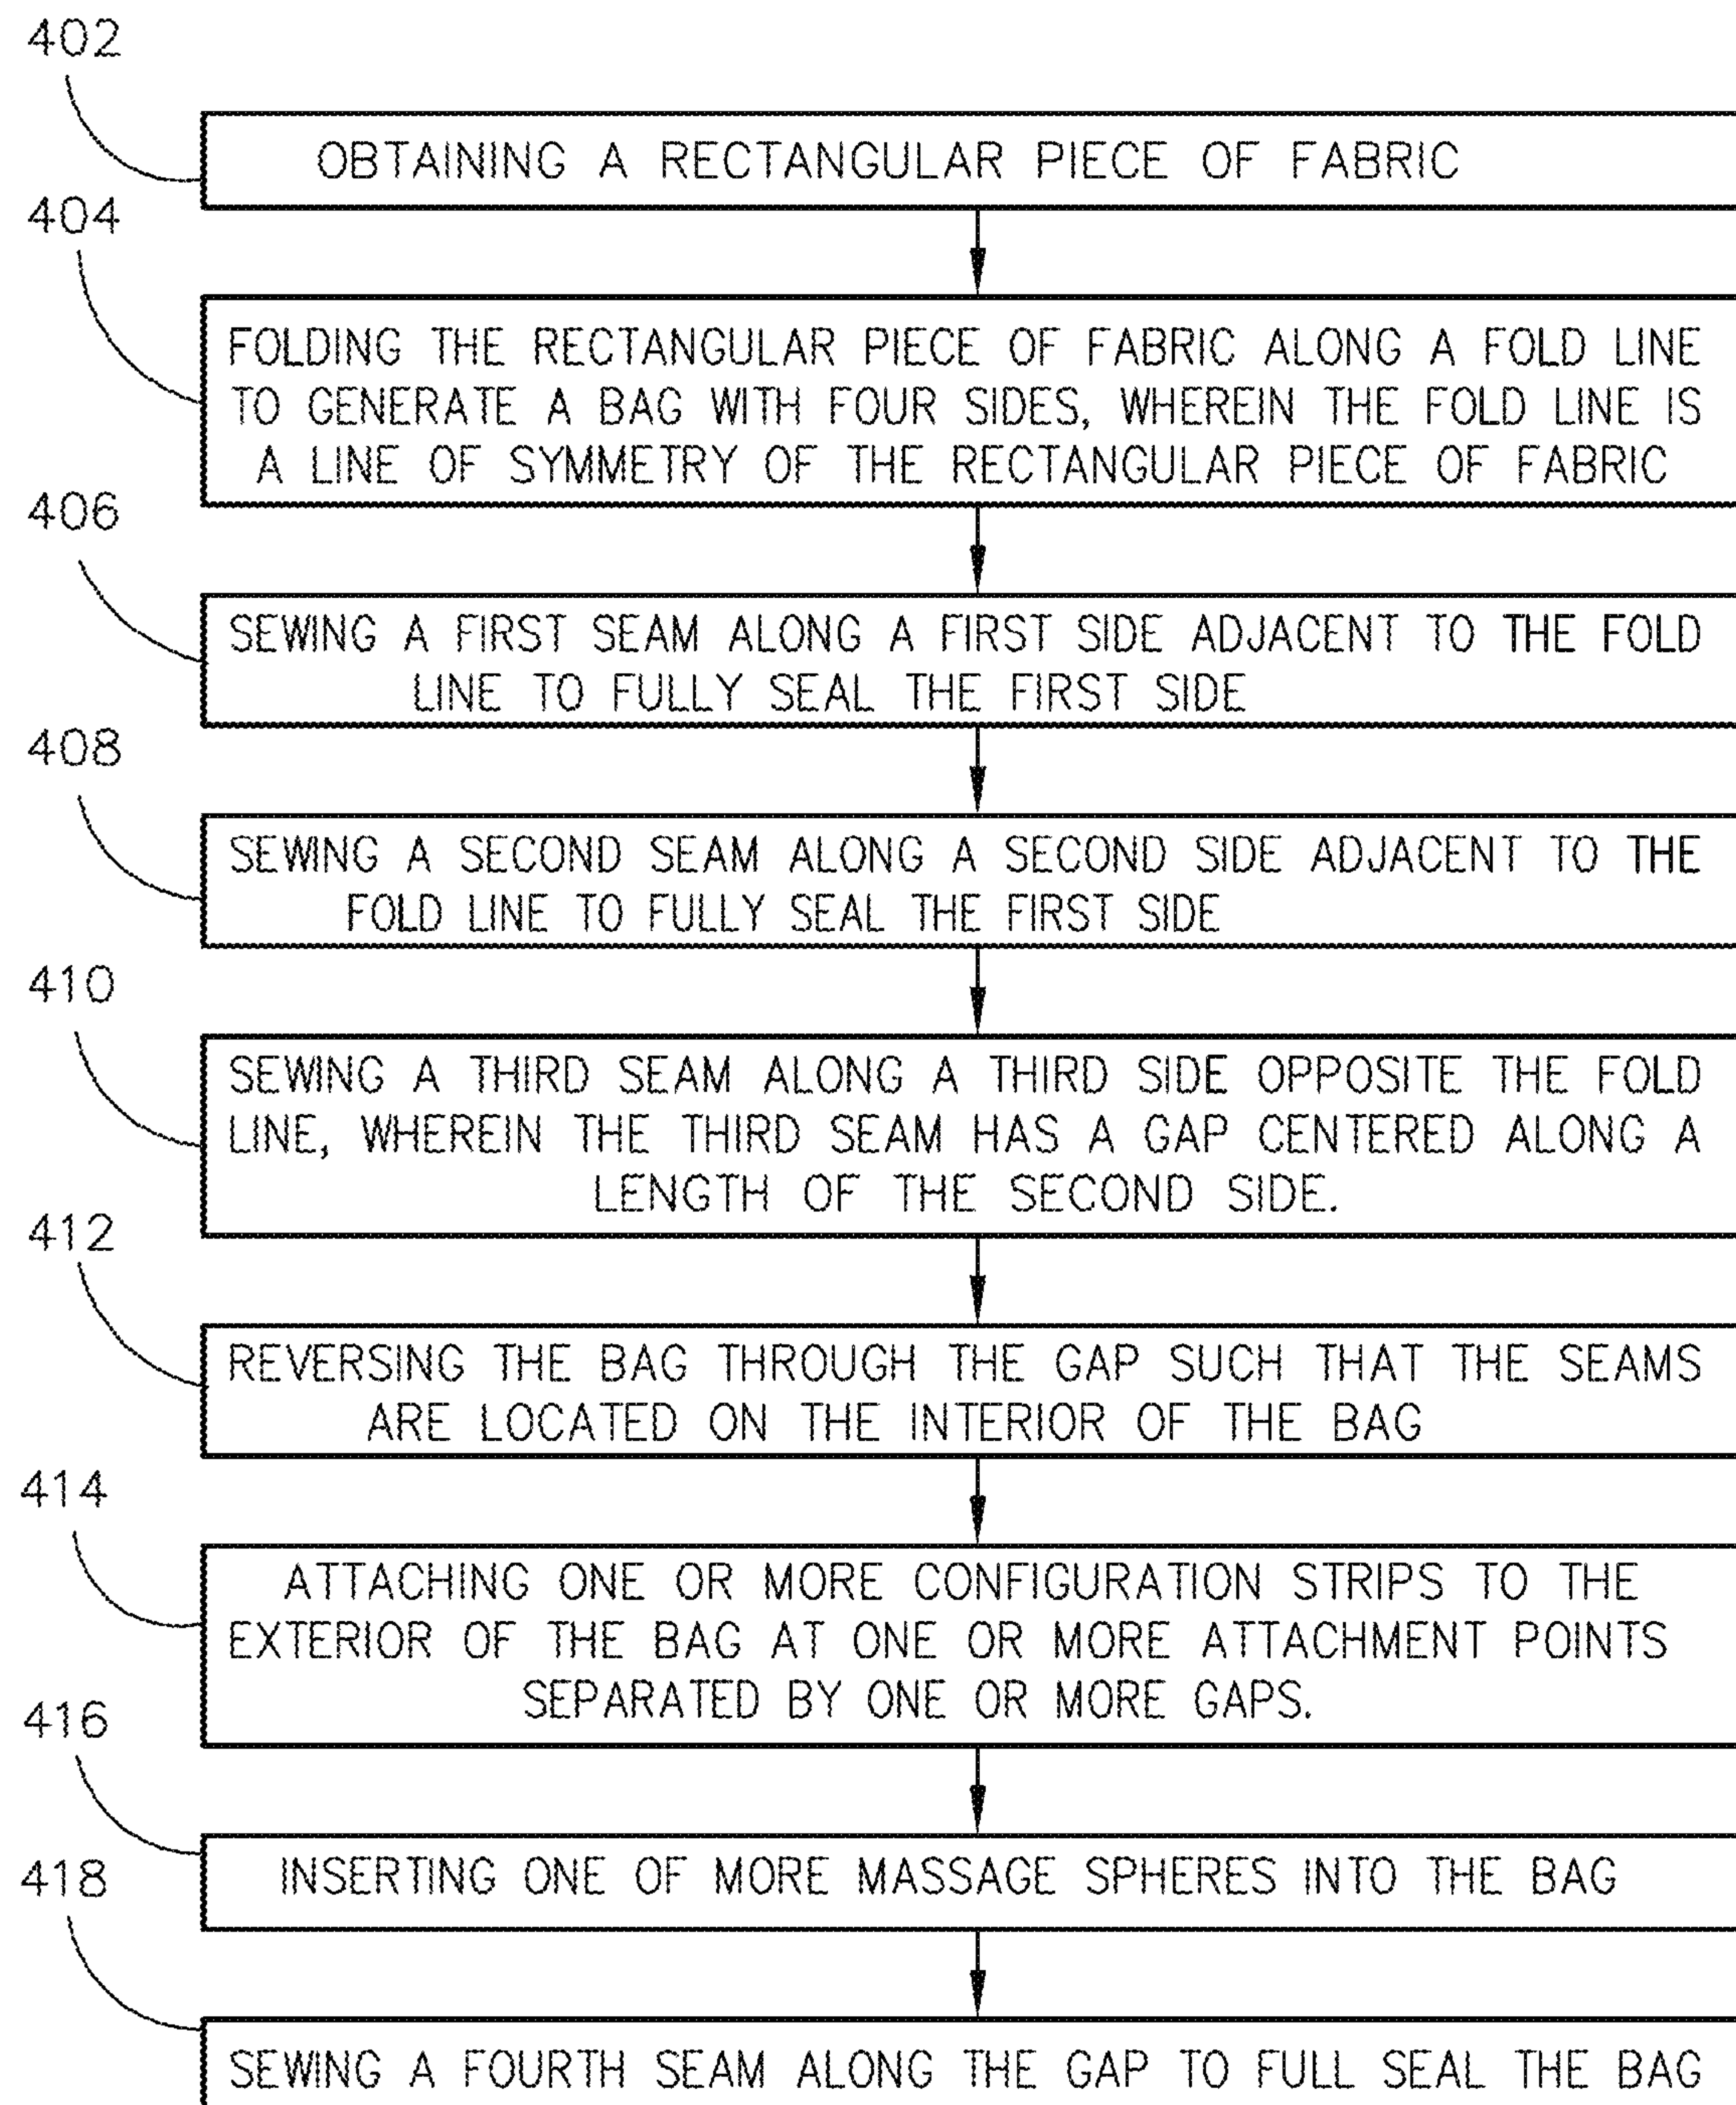 402
OBTAINING A RECTANGULAR PIECE OF FABRIC
404
FOLDING THE RECTANGULAR PIECE OF FABRIC ALONG A FOLD LINE
TO GENERATE A BAG WITH FOUR SIDES, WHEREIN THE FOLD LINE IS
A LINE OF SYMMETRY OF THE RECTANGULAR PIECE OF FABRIC
406
SEWING A FIRST SEAM ALONG A FIRST SIDE ADJACENT TO THE FOLD
LINE TO FULLY SEAL THE FIRST SIDE
408
SEWING A SECOND SEAM ALONG A SECOND SIDE ADJACENT TO THE
FOLD LINE TO FULLY SEAL THE FIRST SIDE
410
SEWING A THIRD SEAM ALONG A THIRD SIDE OPPOSITE THE FOLD
LINE, WHEREIN THE THIRD SEAM HAS A GAP CENTERED ALONG A
LENGTH OF THE SECOND SIDE.
412
REVERSING THE BAG THROUGH THE GAP SUCH THAT THE SEAMS
ARE LOCATED ON THE INTERIOR OF THE BAG
414
ATTACHING ONE OR MORE CONFIGURATION STRIPS TO THE
EXTERIOR OF THE BAG AT ONE OR MORE ATTACHMENT POINTS
SEPARATED BY ONE OR MORE GAPS.
416
INSERTING ONE OF MORE MASSAGE SPHERES INTO THE BAG
418
SEWING A FOURTH SEAM ALONG THE GAP TO FULL SEAL THE BAG